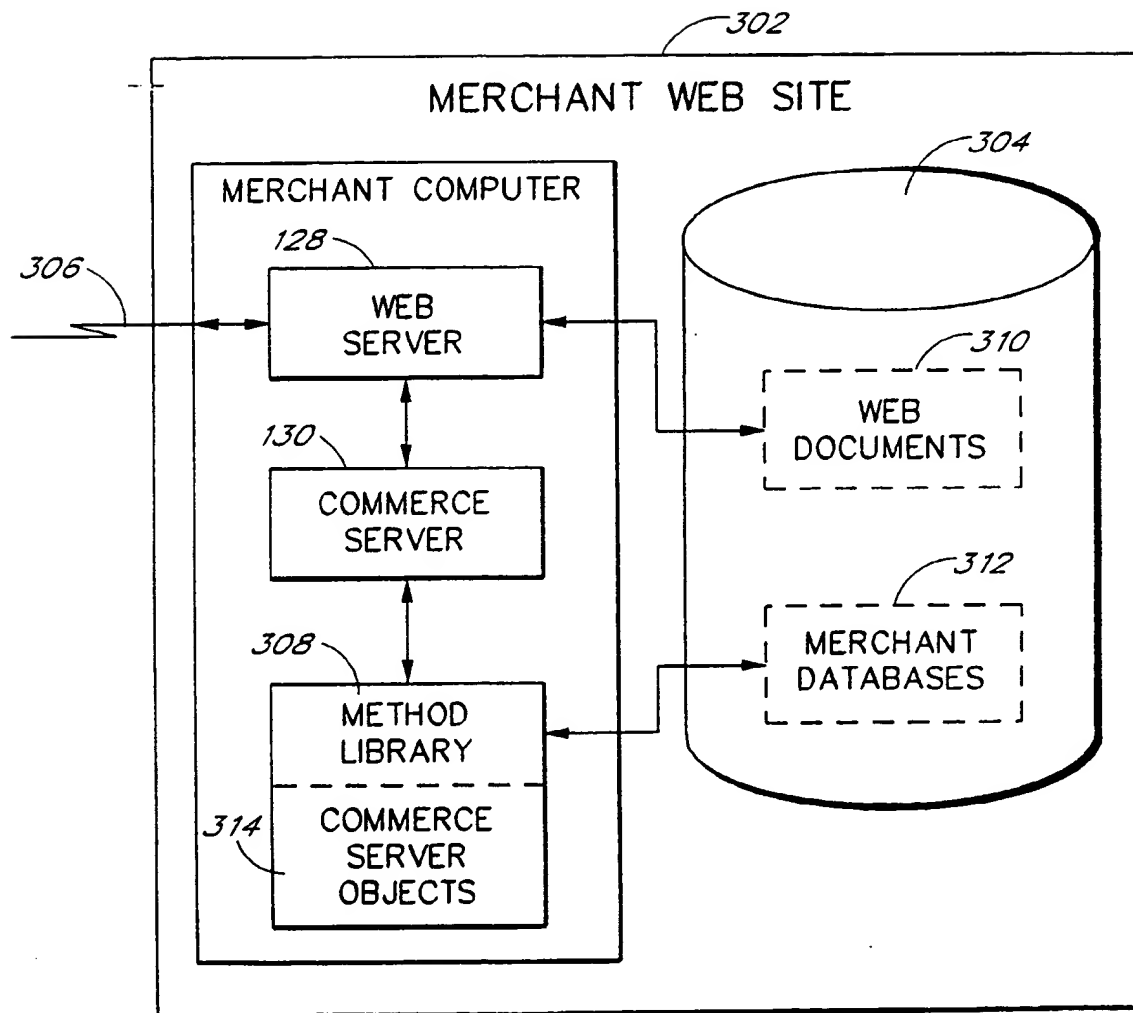 302
MERCHANT WEB SITE
304
MERCHANT COMPUTER
128
306
WEB
SERVER
310
WEB
DOCUMENTS
130
COMMERCE
SERVER
312
MERCHANT
DATABASES
308
METHOD
LIBRARY
314
COMMERCE
SERVER
OBJECTS